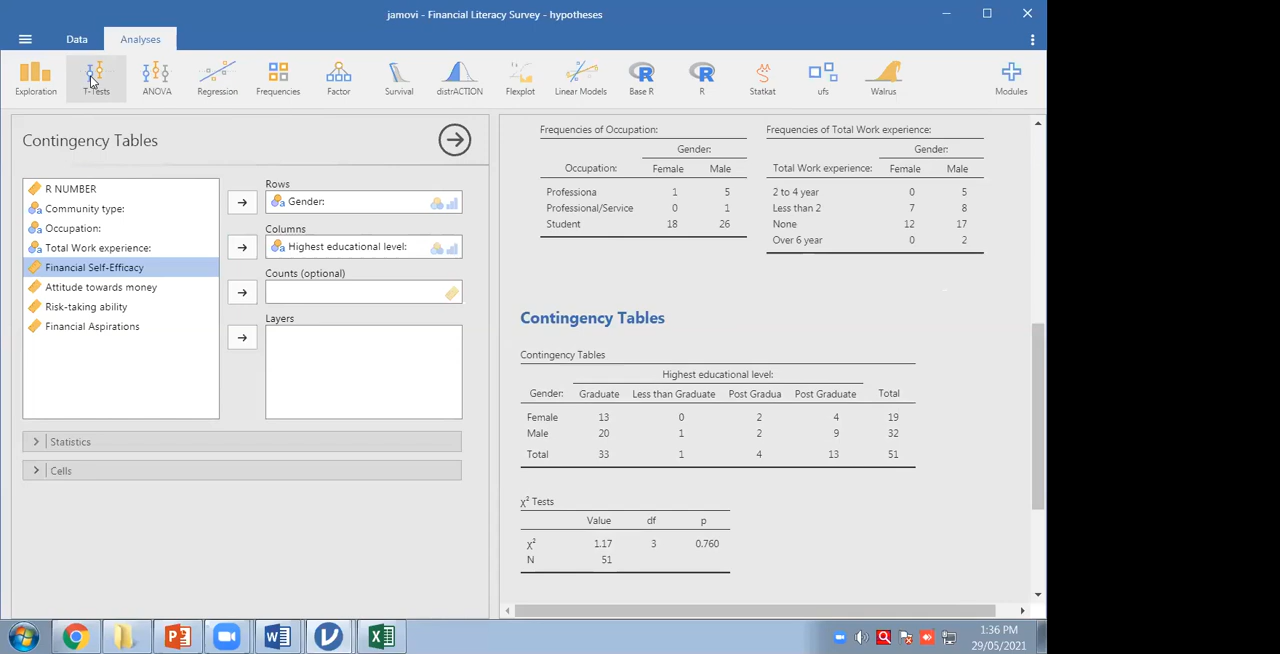 jamovi - Financial Literacy Survey - hypotheses
Data
Analyses
Exploration
T-Tests
ANOVA
Regression
Frequencies
Factor
Survival
distrACTION
Flexplot
Linear Models
Base R
R
Statkat
ufs
Walrus
Modules
Contingency Tables
R NUMBER
Community type:
Occupation:
Total Work experience:
Financial Self-Efficacy
Attitude towards money
Risk-taking ability
Financial Aspirations
Rows
Gender:
Columns
Highest educational level:
Counts (optional)
Layers
Statistics
Cells
Frequencies of Occupation:
Gender:
Occupation: Female Male
Professiona 1 5
Professional/Service 0 1
Student 18 26
Frequencies of Total Work experience:
Gender:
Total Work experience: Female Male
2 to 4 year 0 5
Less than 2 7 8
None 12 17
Over 6 year 0 2
Contingency Tables
Contingency Tables
Highest educational level:
Gender: Graduate Less than Graduate Post Gradua Post Graduate Total
Female 13 0 2 4 19
Male 20 1 2 9 32
Total 33 1 4 13 51
χ² Tests
Value df p
χ² 1.17 3 0.760
N 51
1:36 PM
29/05/2021